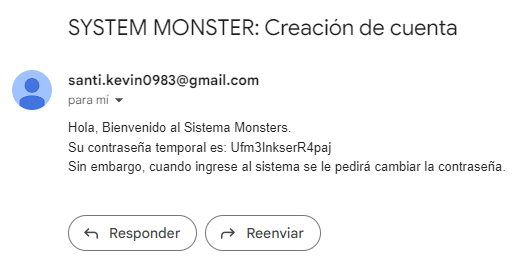 SYSTEM MONSTER: Creación de cuenta
santi.kevin0983@gmail.com
para mí
Hola, Bienvenido al Sistema Monsters.
Su contraseña temporal es: Ufm3InkserR4paj
Sin embargo, cuando ingrese al sistema se le pedirá cambiar la contraseña.
Responder
Reenviar